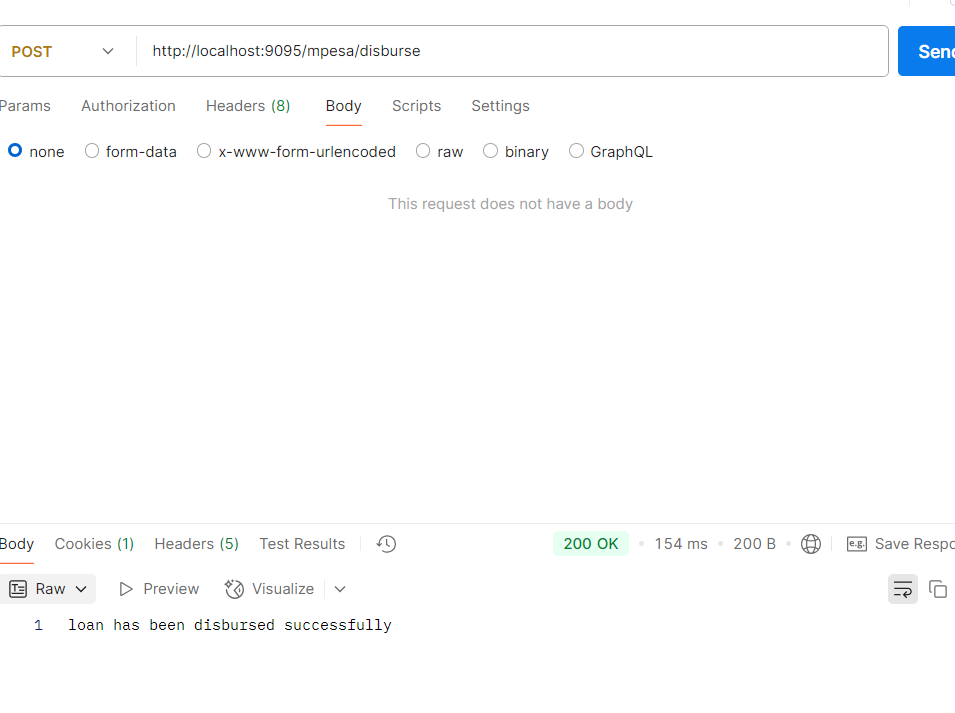 POST http://localhost:9095/mpesa/disburse Send
Params Authorization Headers (8) Body Scripts Settings
none form-data x-www-form-urlencoded raw binary GraphQL
This request does not have a body
Body Cookies (1) Headers (5) Test Results 200 OK 154 ms 200 B e.g. Save Respo
Raw Preview Visualize
1 loan has been disbursed successfully